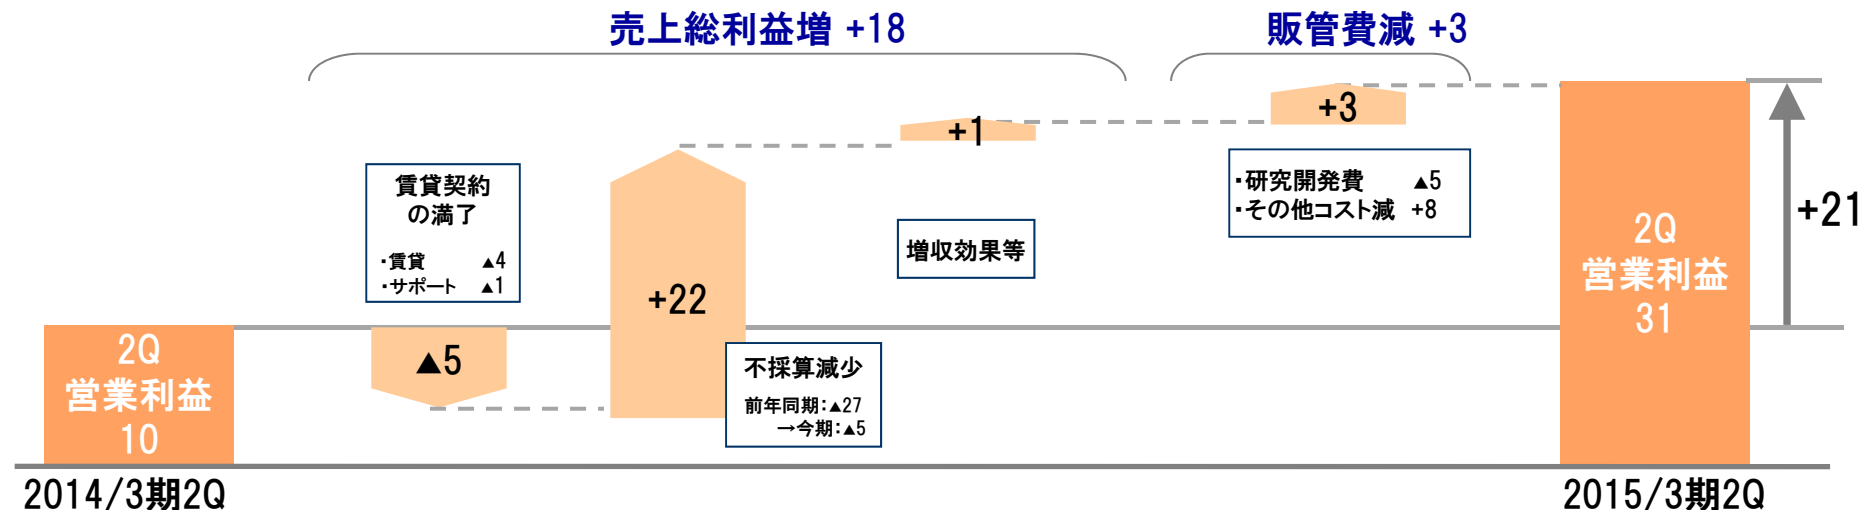 売上総利益増 +18
販管費減 +3
賃貸契約
の満了
・賃貸 ▲4
・サポート ▲1
▲5
+22
不採算減少
前年同期:▲27
→今期:▲5
+1
増収効果等
+3
・研究開発費 ▲5
・その他コスト減 +8
+21
2Q
営業利益
10
2Q
営業利益
31
2014/3期2Q
2015/3期2Q